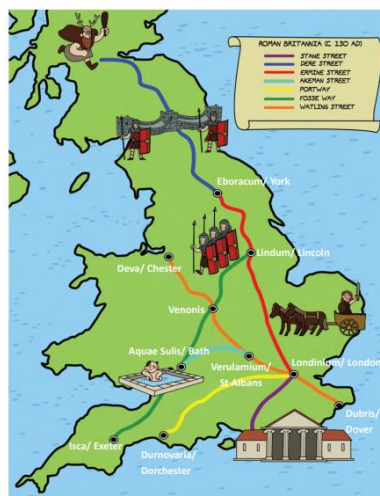 ROMAN BRITANNIA (C. 230 AD)
STANE STREET
DERE STREET
ERMINE STREET
AKEMAN STREET
PORTWAY
FOSSE WAY
WATLING STREET
Eboracum/ York
Lindum/ Lincoln
Deva/ Chester
Venonis
Aquae Sulis/ Bath
Verulamium/
St Albans
Londinium/ London
Dubris/
Dover
Isca/ Exeter
Durnovaria/
Dorchester